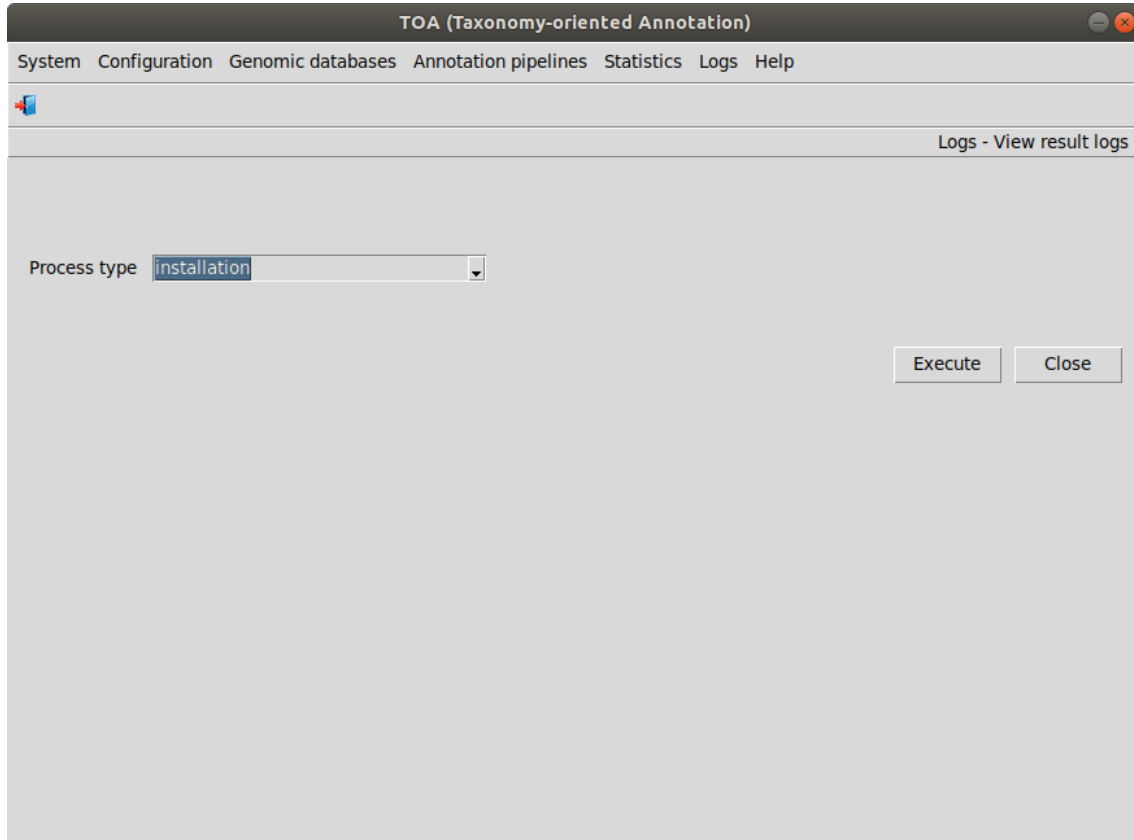 TOA (Taxonomy-oriented Annotation)
System Configuration Genomic databases Annotation pipelines Statistics Logs Help
Logs - View result logs
Process type installation
Execute Close